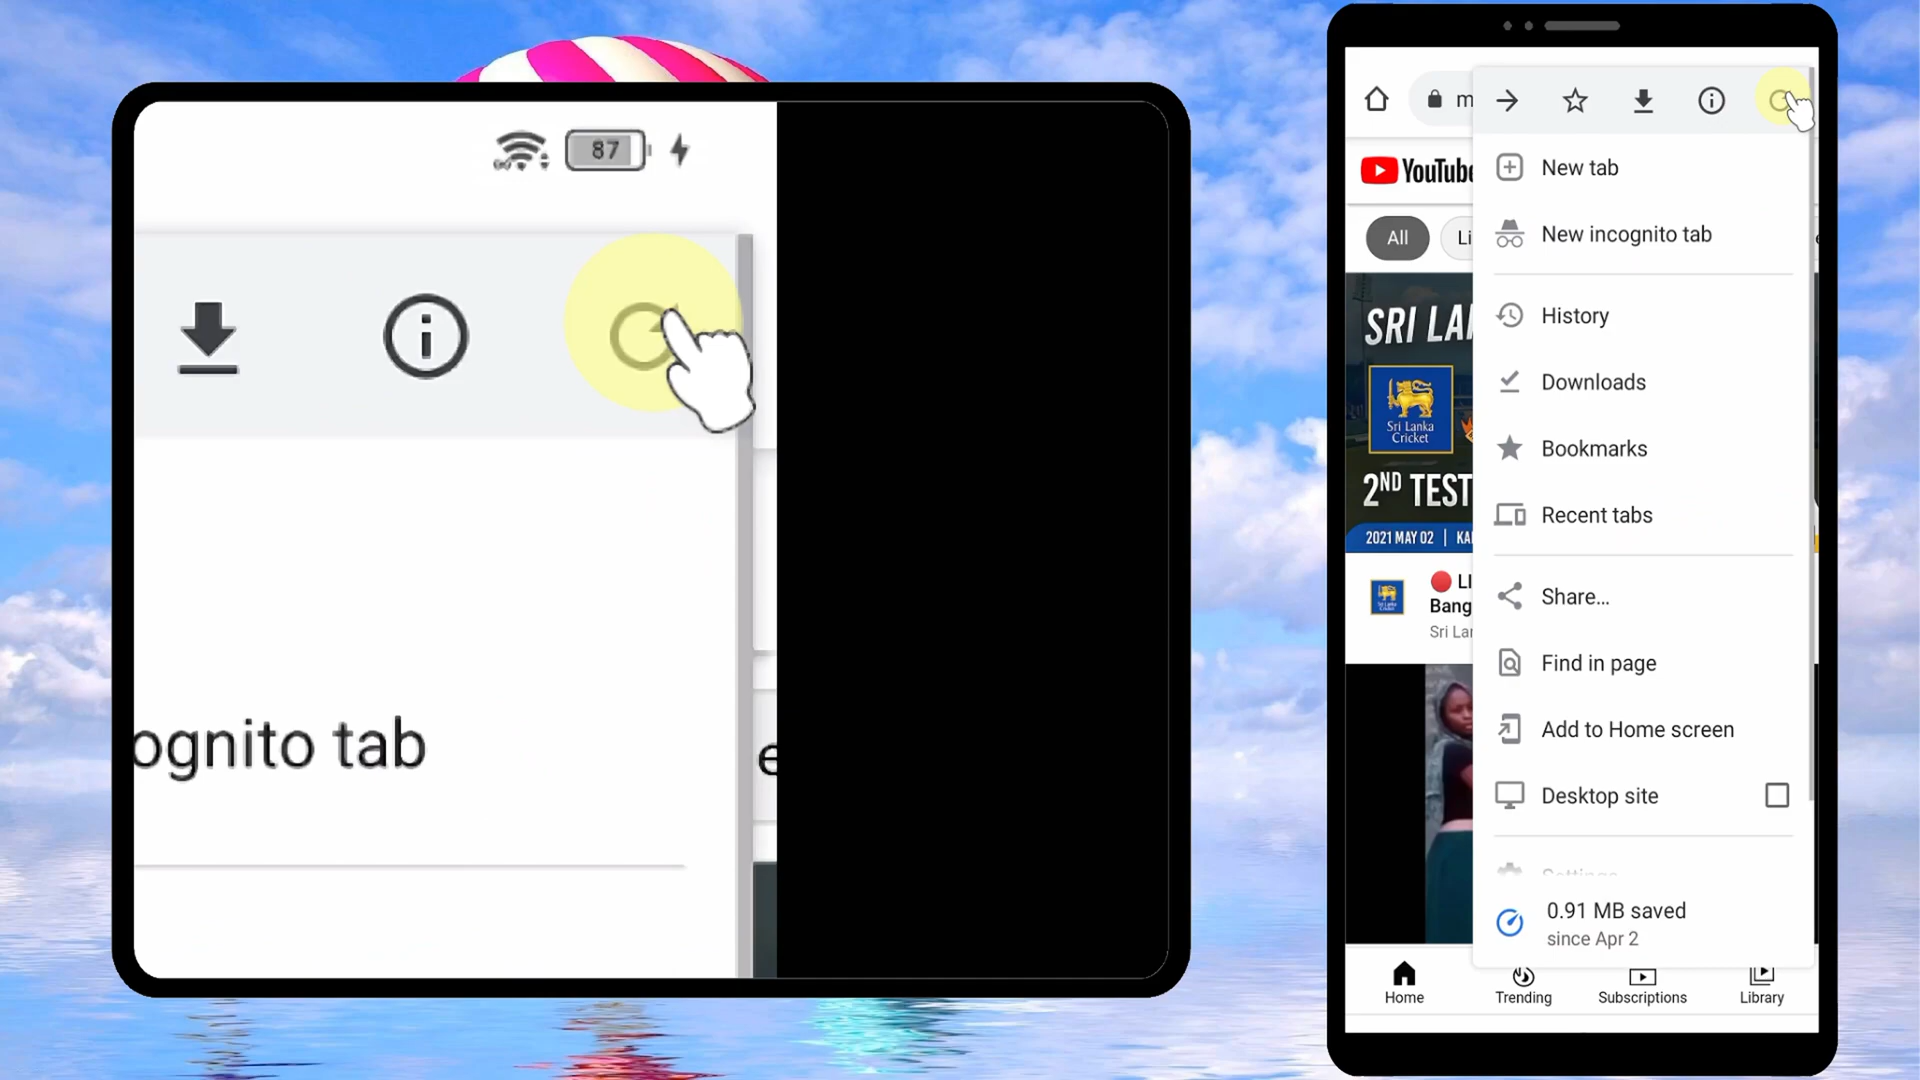 87
ognito tab
e
m
YouTube
All
Li
e
SRI LA
Sri Lanka
Cricket
2ND TEST
2021 MAY 02 | KA
LI
Bang
Sri Lar
New tab
New incognito tab
History
Downloads
Bookmarks
Recent tabs
Share...
Find in page
Add to Home screen
Desktop site
Settings
0.91 MB saved
since Apr 2
Home
Trending
Subscriptions
Library